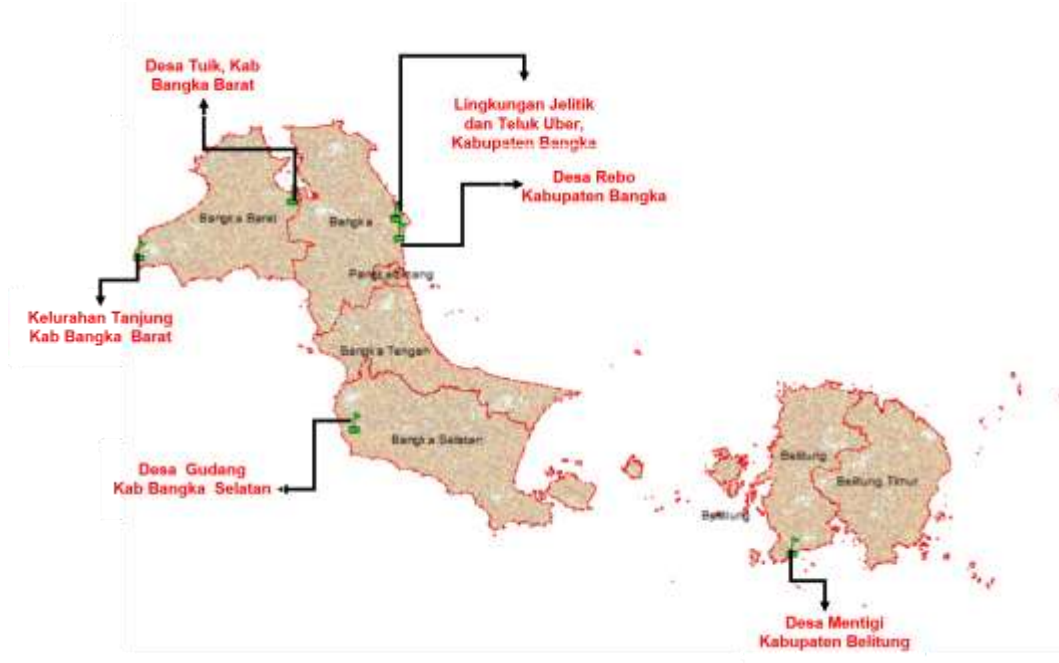 Desa Tuik, Kab
Bangka Barat
Lingkungan Jelitik
dan Teluk Uber,
Kabupaten Bangka
Desa Rebo
Kabupaten Bangka
Bangka Barat
Bangka
Pangkalpinang
Kelurahan Tanjung
Kab Bangka Barat
Bangka Tengah
Bangka Selatan
Desa Gudang
Kab Bangka Selatan
Belitung
Belitung Timur
Belitung
Desa Mentigi
Kabupaten Belitung